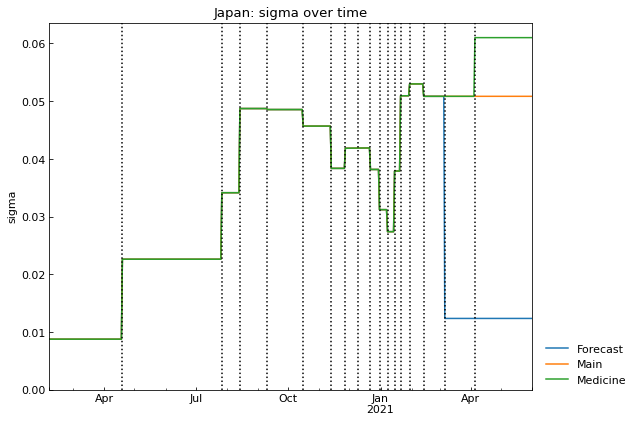 Japan: sigma over time
0.06
0.05
0.04
0.03
0.02
0.01
0.00
sigma
Apr
Jul
Oct
Jan
2021
Apr
Forecast
Main
Medicine